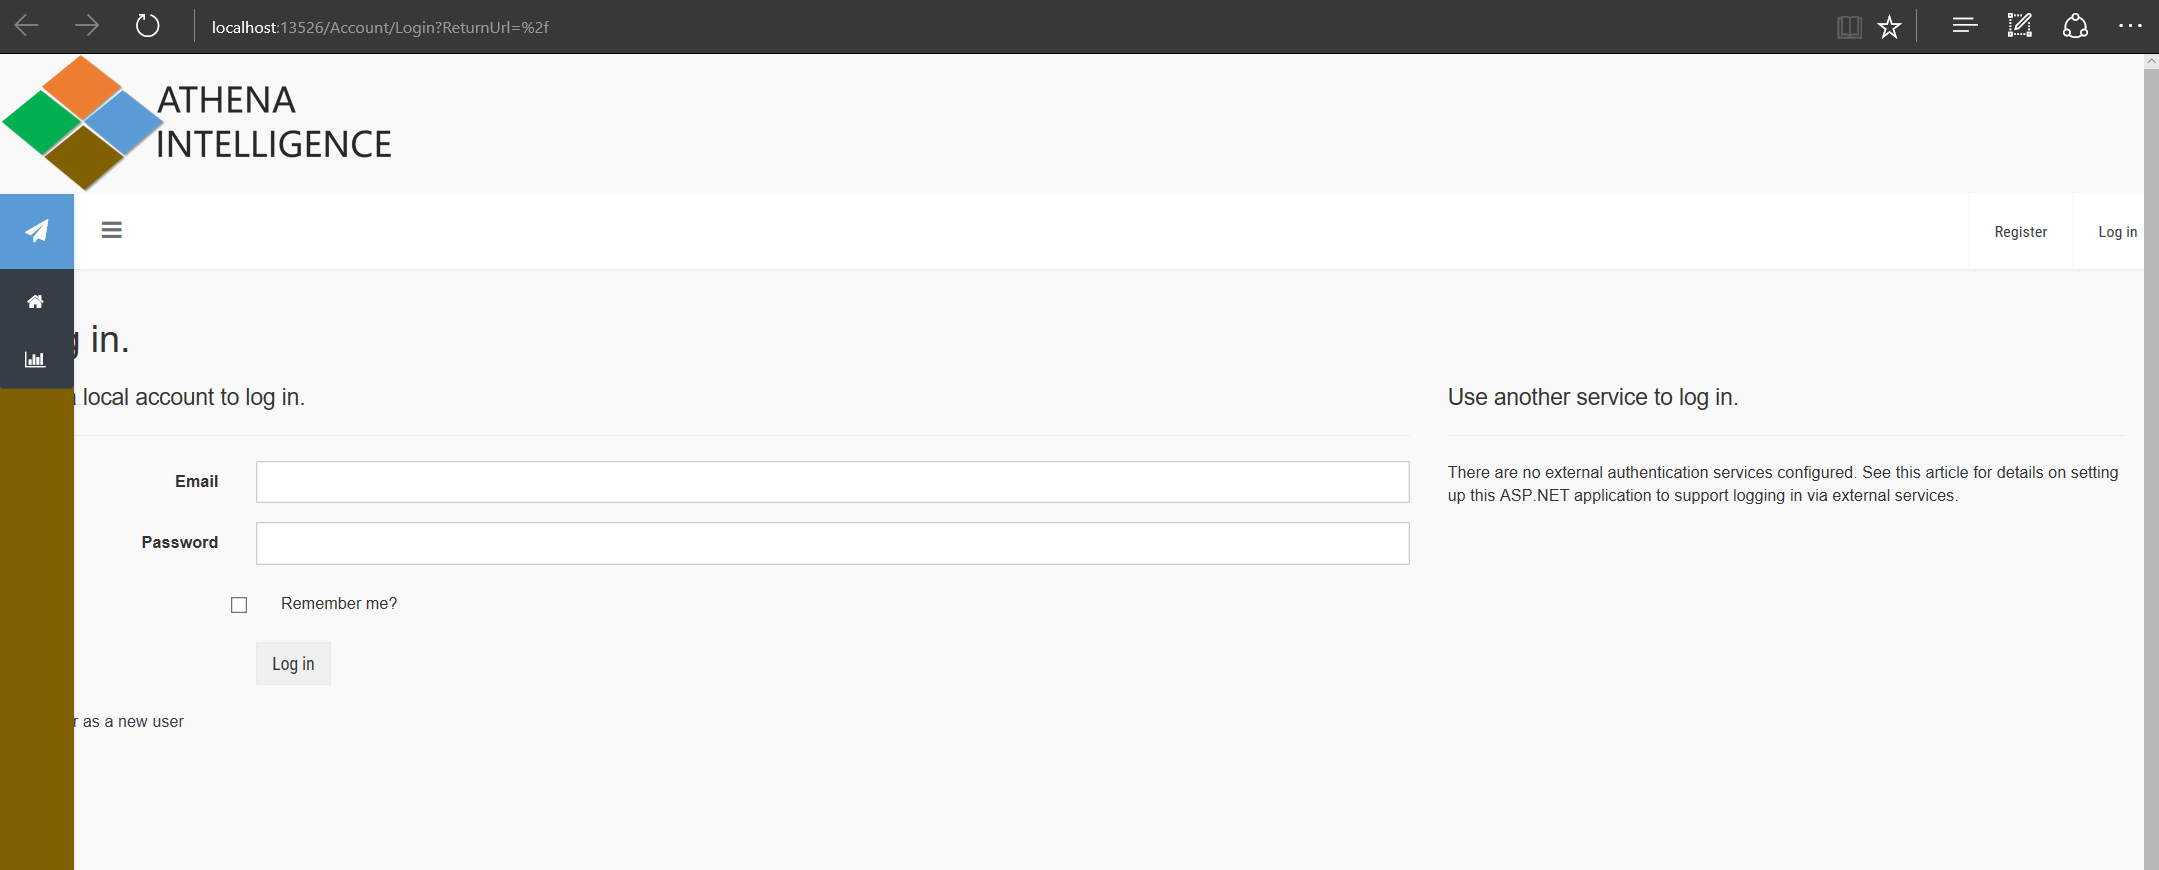 localhost:13526/Account/Login?ReturnUrl=%2f
ATHENA
INTELLIGENCE
Register
Log in
in.
local account to log in.
Use another service to log in.
Email
There are no external authentication services configured. See this article for details on setting
up this ASP.NET application to support logging in via external services.
Password
Remember me?
Log in
as a new user